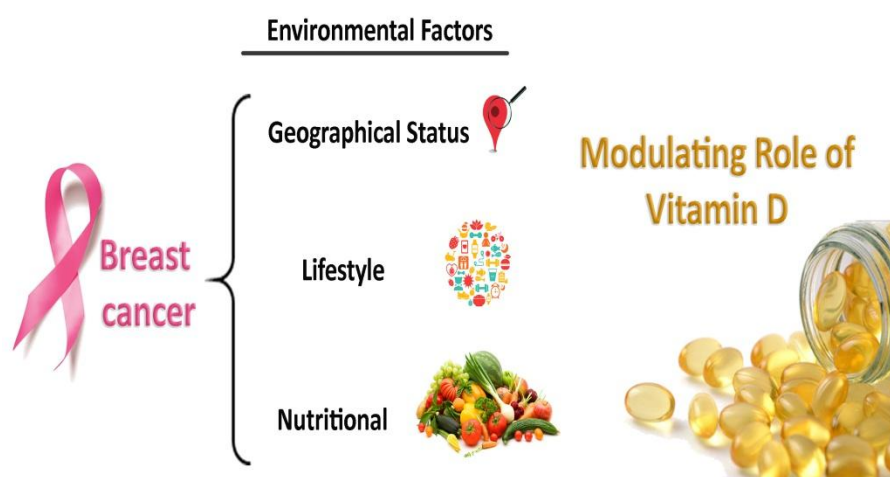 Environmental Factors
Geographical Status
Breast
cancer
Lifestyle
Nutritional
Modulating Role of
Vitamin D